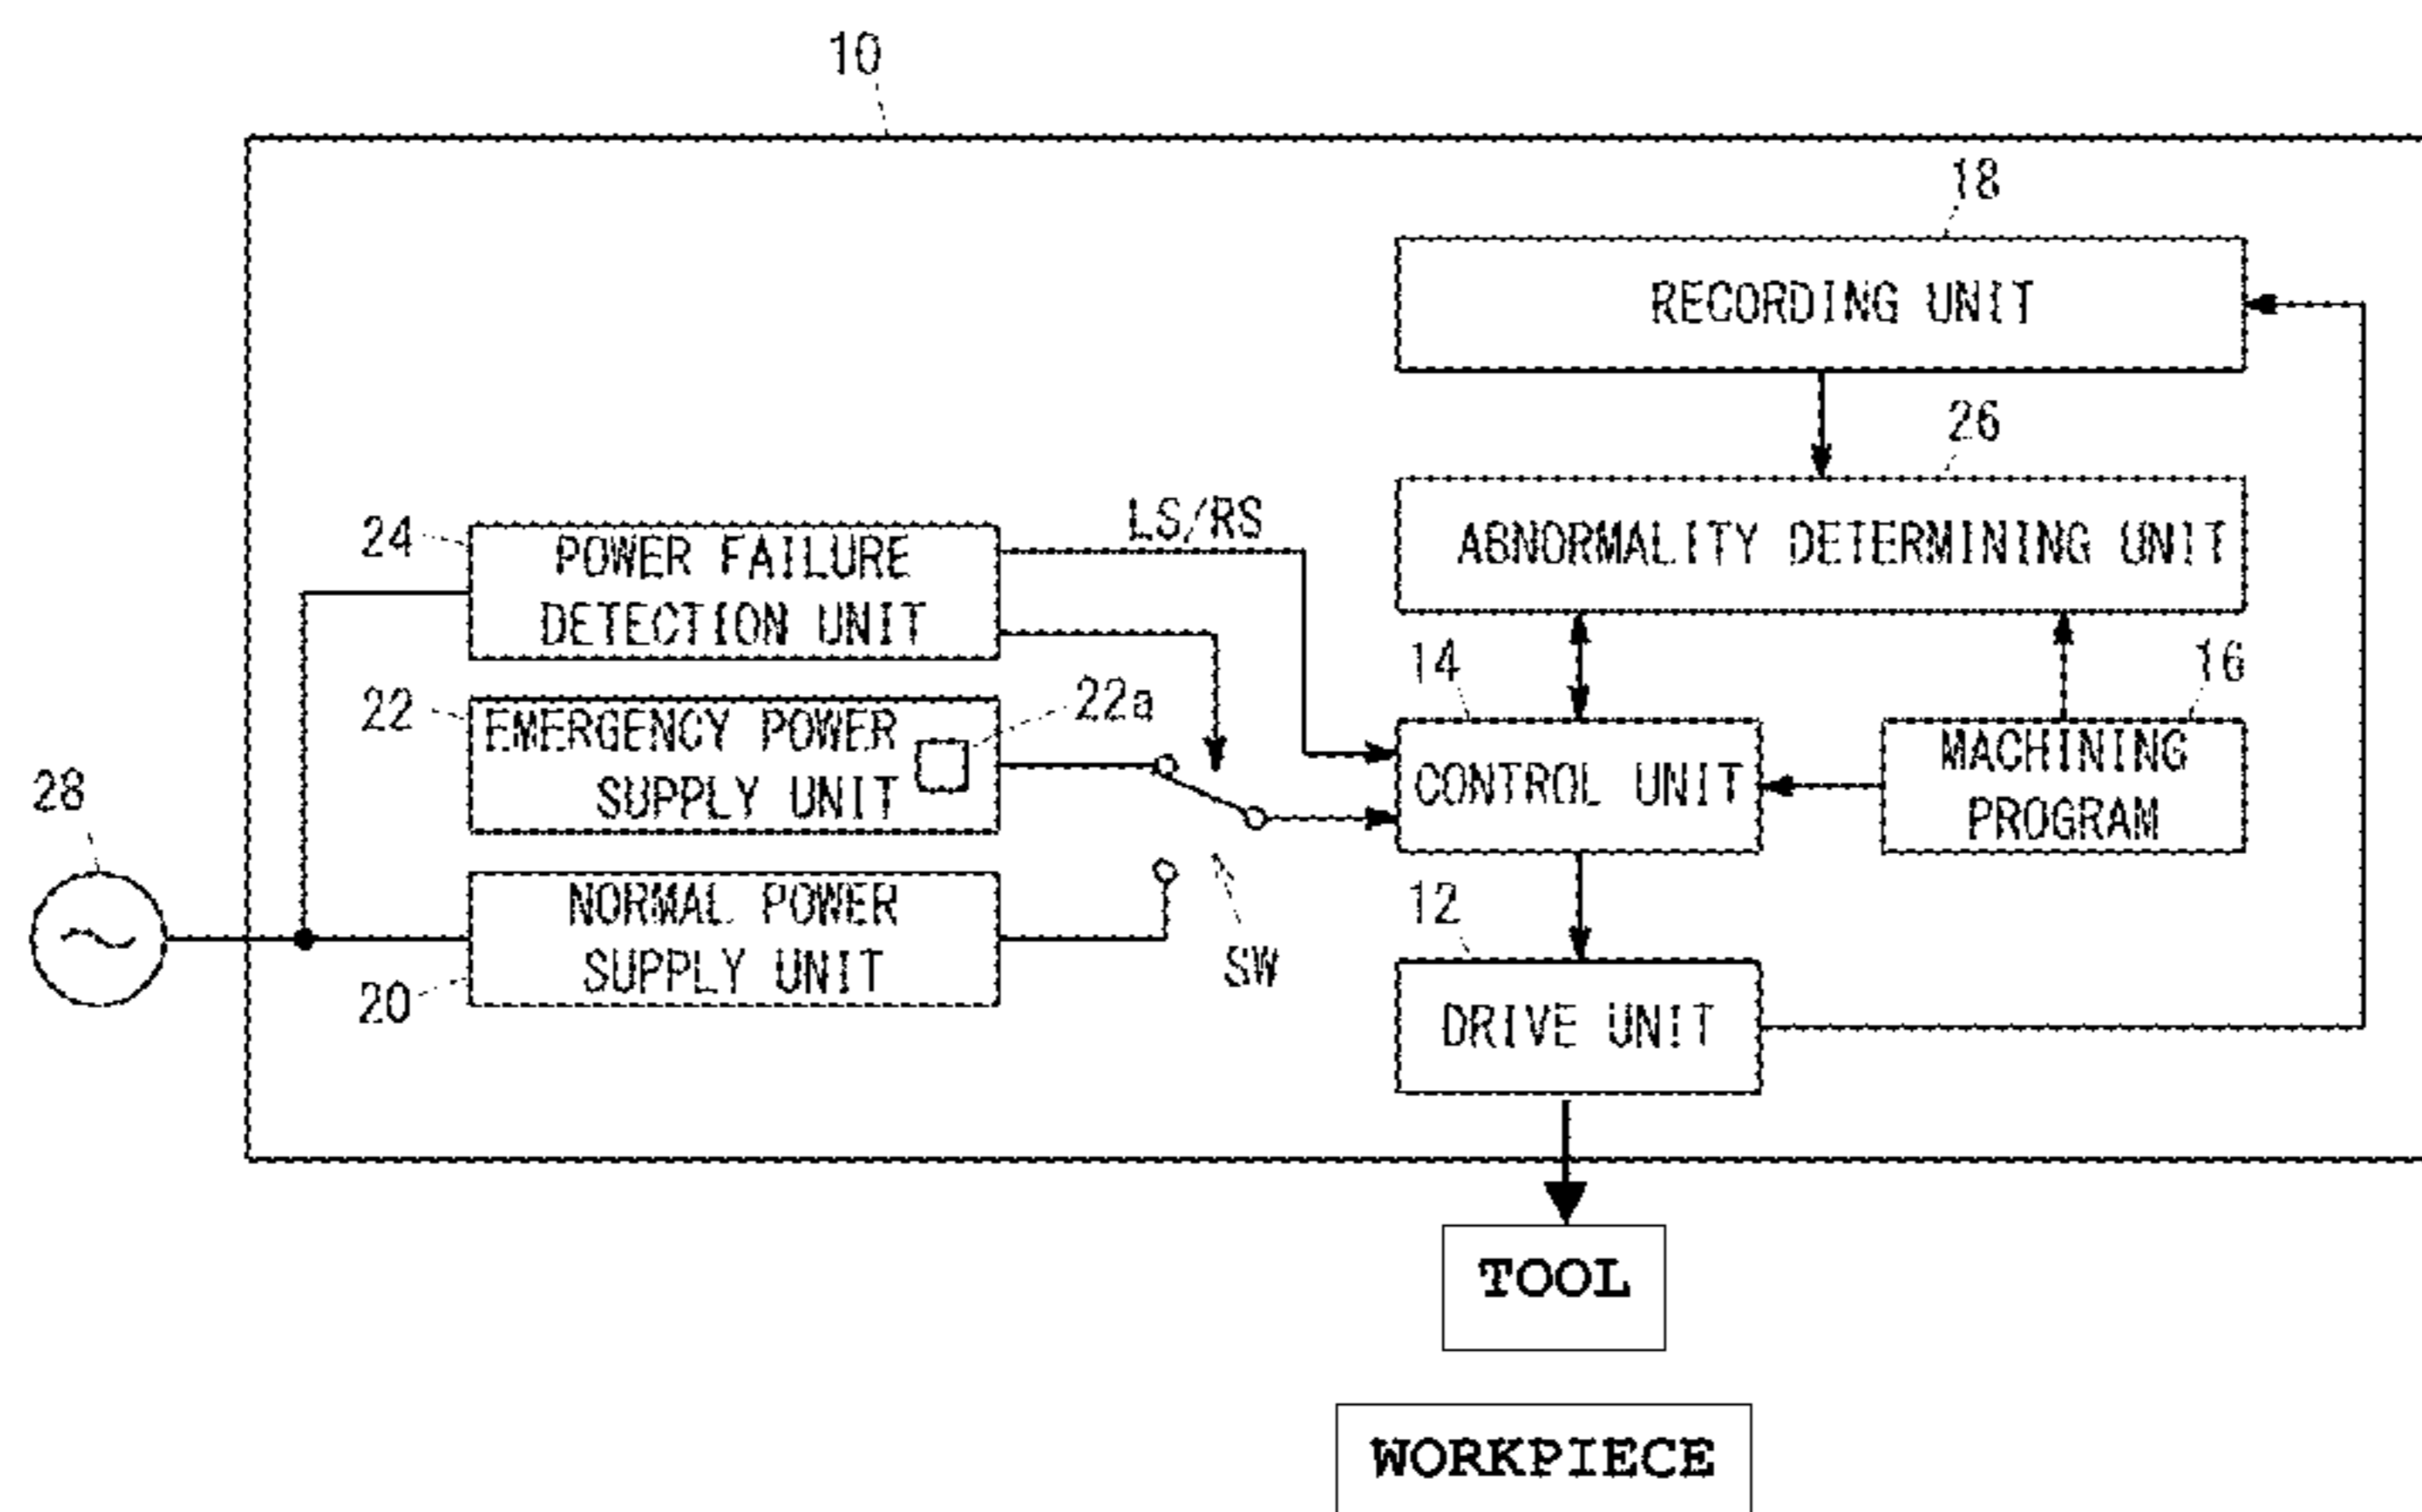 10
18
RECORDING UNIT
26
ABNORMALITY DETERMINING UNIT
24
POWER FAILURE
DETECTION UNIT
LS/RS
22
EMERGENCY POWER
SUPPLY UNIT
22a
14
CONTROL UNIT
16
MACHINING
PROGRAM
28
NORMAL POWER
SUPPLY UNIT
20
SW
12
DRIVE UNIT
TOOL
WORKPIECE